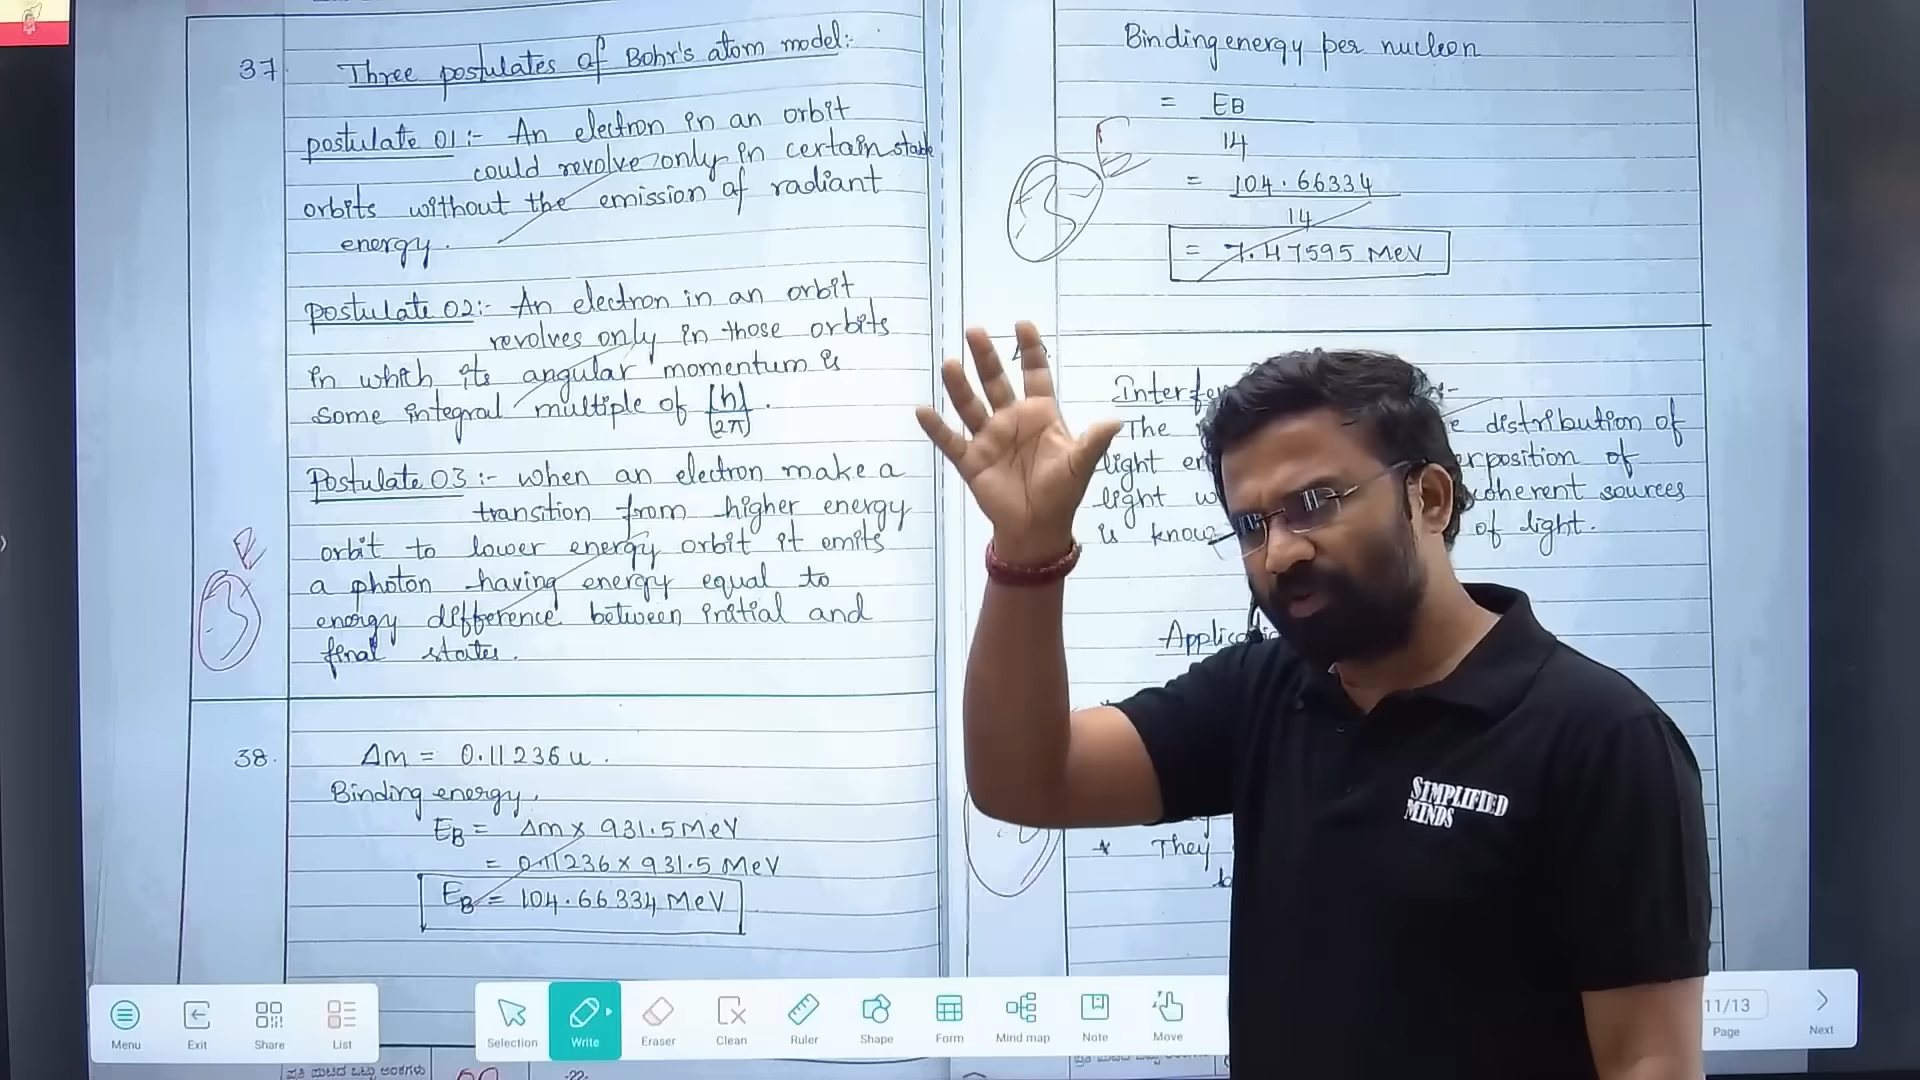 37. Three postulates of Bohr's atom model:-
postulate 01:- An electron in an orbit
could revolve only in certain stable
orbits without the emission of radiant
energy.
postulate 02:- An electron in an orbit
revolves only in those orbits
in which its angular momentum is
some integral multiple of [h/2π].
Postulate 03:- when an electron make a
transition from higher energy
orbit to lower energy orbit it emits
a photon having energy equal to
energy difference between initial and
final states.
3
38. Δm = 0.11236 u.
Binding energy,
EB = Δm x 931.5 MeV
= 0.11236 x 931.5 MeV
EB = 104.66334 MeV
Binding energy per nucleon
= EB
14
= 104.66334
14
= 7.47595 MeV
3
The distribution of
light erposition of
light coherent sources
is of light.
* They
SIMPLIFIED
MINDS
Menu
Exit
Share
List
Selection
Write
Eraser
Clean
Ruler
Shape
Form
Mind map
Note
Move
11/13
Page
Next
ಪ್ರತಿ ಪುಟದ ಒಟ್ಟು ಅಂಕಗಳು
-22-